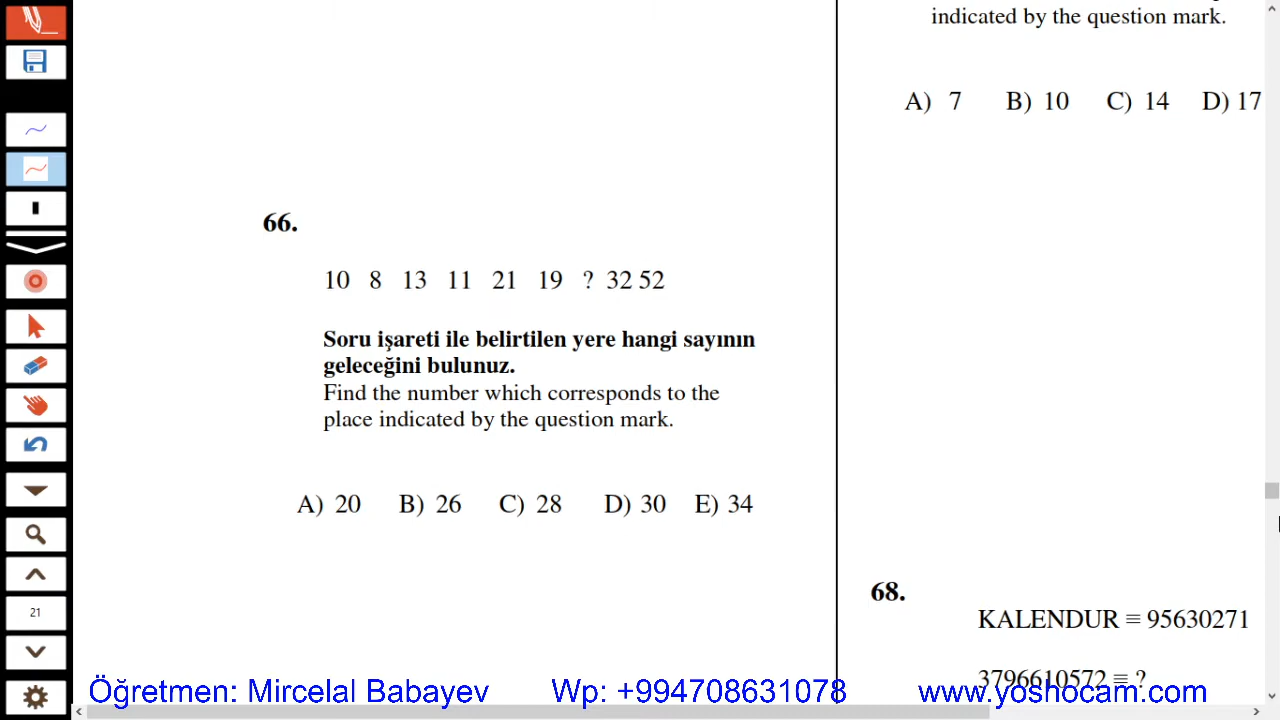 indicated by the question mark.
A) 7 B) 10 C) 14 D) 17
66.
10 8 13 11 21 19 ? 32 52
Soru işareti ile belirtilen yere hangi sayının
geleceğini bulunuz.
Find the number which corresponds to the
place indicated by the question mark.
A) 20 B) 26 C) 28 D) 30 E) 34
68.
KALENDUR ≡ 95630271
3796610572 ≡ ?
21
Öğretmen: Mircelal Babayev Wp: +994708631078 www.yoshocam.com